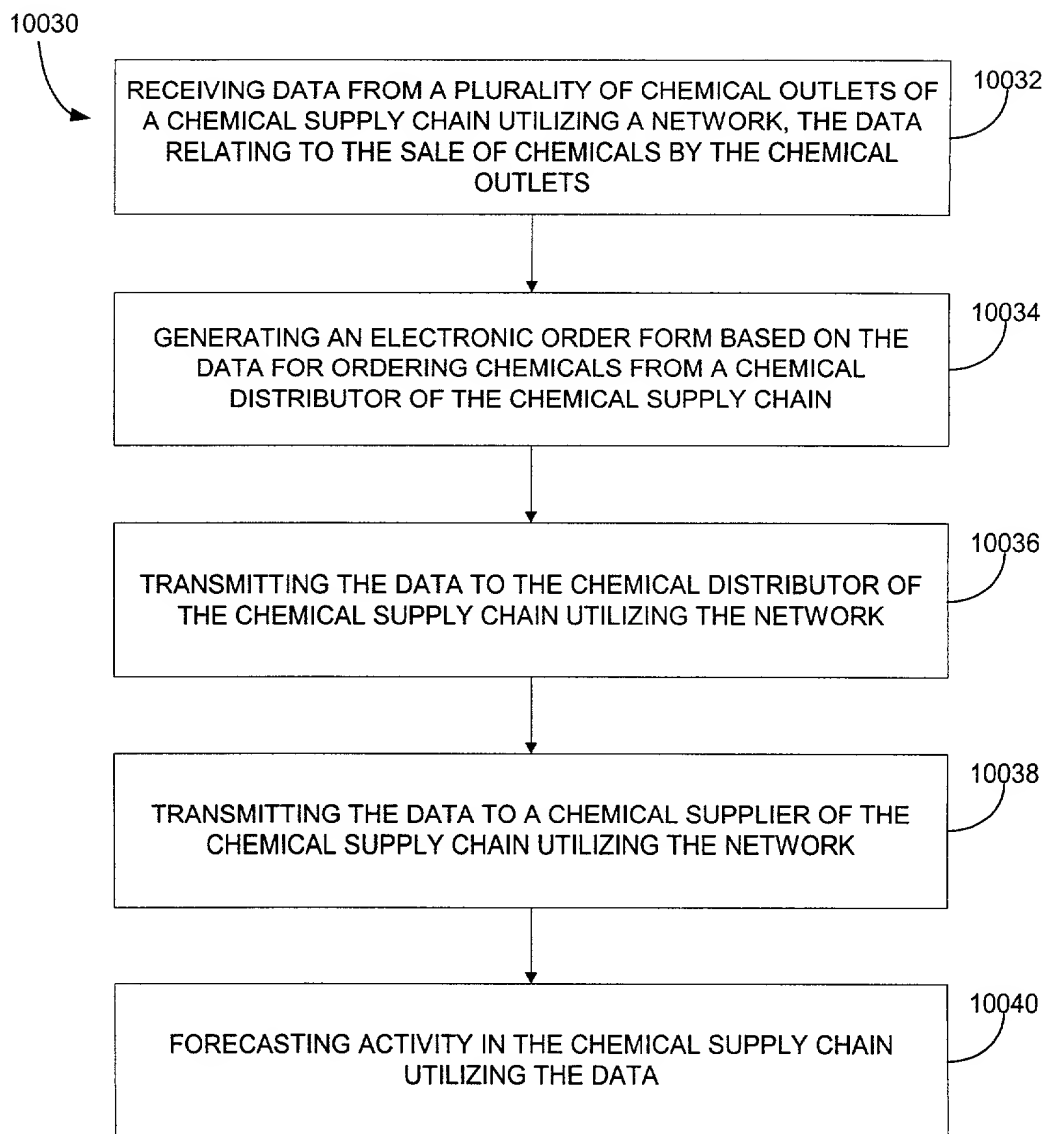 10030
10032
RECEIVING DATA FROM A PLURALITY OF CHEMICAL OUTLETS OF
A CHEMICAL SUPPLY CHAIN UTILIZING A NETWORK, THE DATA
RELATING TO THE SALE OF CHEMICALS BY THE CHEMICAL
OUTLETS
10034
GENERATING AN ELECTRONIC ORDER FORM BASED ON THE
DATA FOR ORDERING CHEMICALS FROM A CHEMICAL
DISTRIBUTOR OF THE CHEMICAL SUPPLY CHAIN
10036
TRANSMITTING THE DATA TO THE CHEMICAL DISTRIBUTOR OF
THE CHEMICAL SUPPLY CHAIN UTILIZING THE NETWORK
10038
TRANSMITTING THE DATA TO A CHEMICAL SUPPLIER OF THE
CHEMICAL SUPPLY CHAIN UTILIZING THE NETWORK
10040
FORECASTING ACTIVITY IN THE CHEMICAL SUPPLY CHAIN
UTILIZING THE DATA